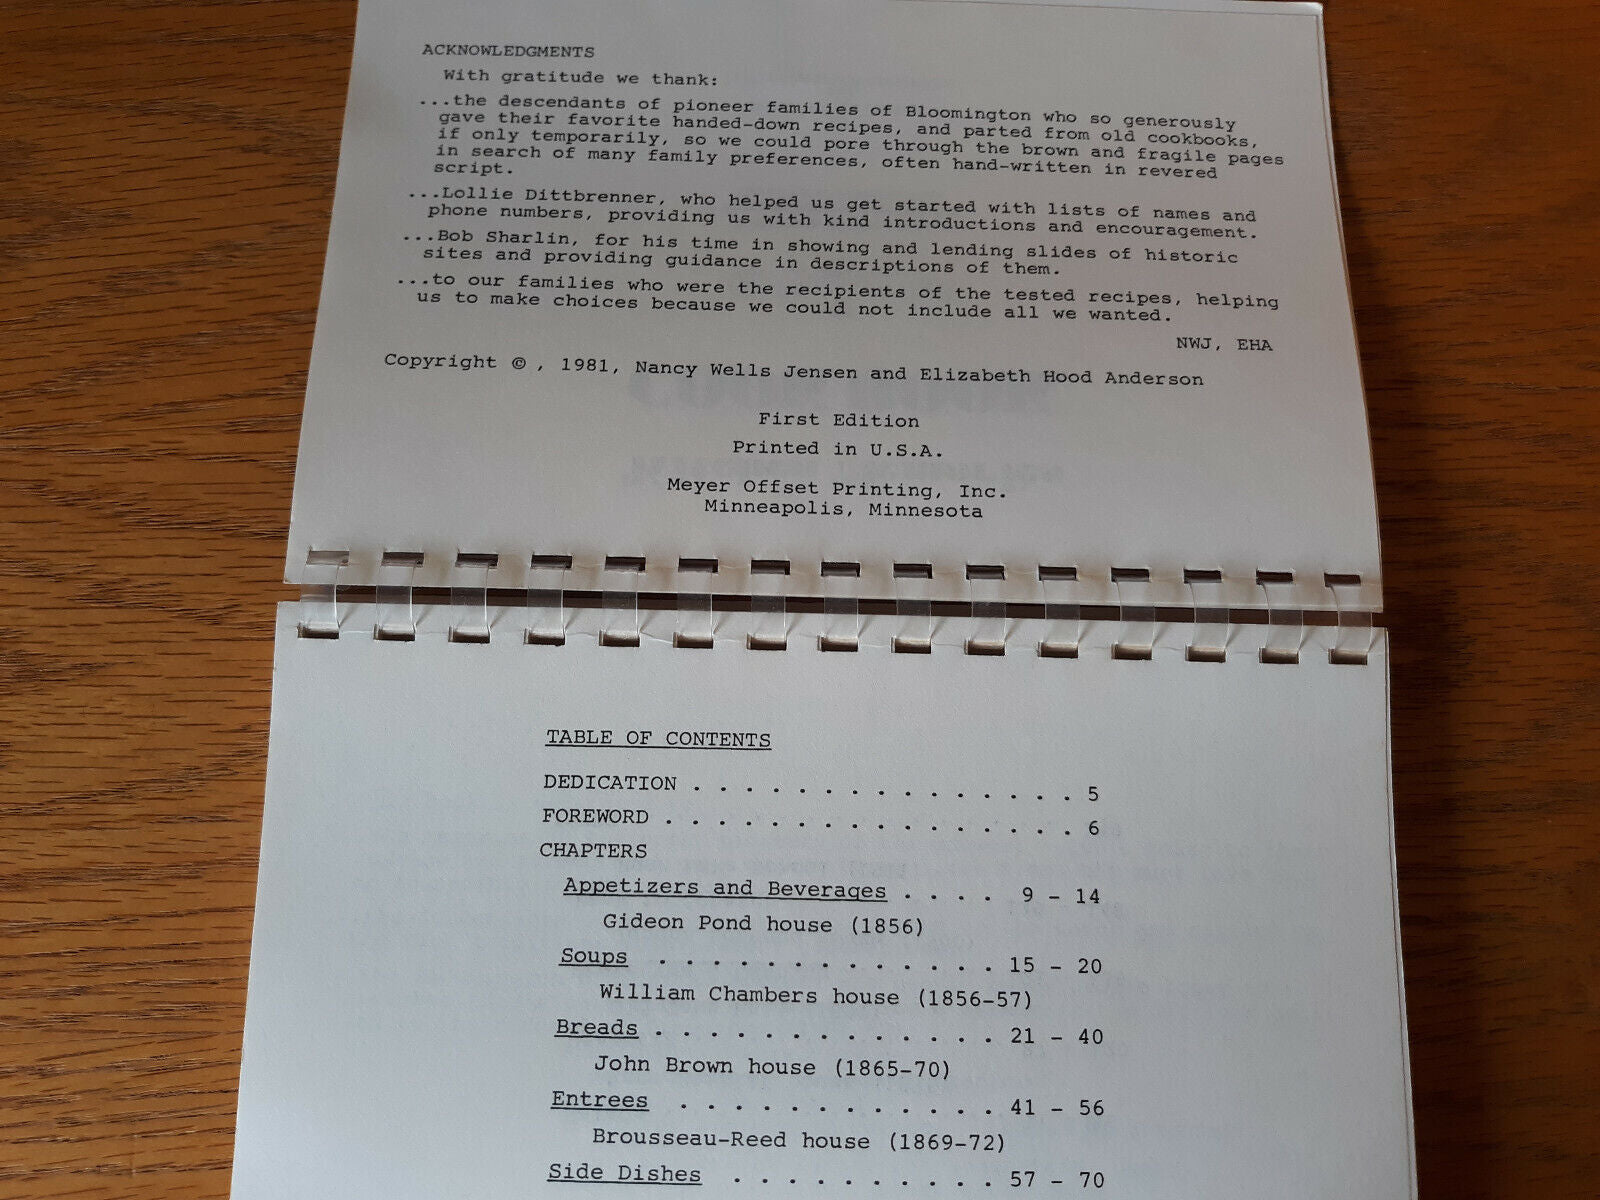 ACKNOWLEDGMENTS
With gratitude we thank:
...the descendants of pioneer families of Bloomington who so generously
gave their favorite handed-down recipes, and parted from old cookbooks,
if only temporarily, so we could pore through the brown and fragile pages
in search of many family preferences, often hand-written in revered
script.
...Lollie Dittbrenner, who helped us get started with lists of names and
phone numbers, providing us with kind introductions and encouragement.
...Bob Sharlin, for his time in showing and lending slides of historic
sites and providing guidance in descriptions of them.
...to our families who were the recipients of the tested recipes, helping
us to make choices because we could not include all we wanted.
NWJ, EHA
Copyright © , 1981, Nancy Wells Jensen and Elizabeth Hood Anderson
First Edition
Printed in U.S.A.
Meyer Offset Printing, Inc.
Minneapolis, Minnesota
TABLE OF CONTENTS
DEDICATION . . . . . . . . . . . . . . . 5
FOREWORD . . . . . . . . . . . . . . . . 6
CHAPTERS
Appetizers and Beverages . . . . 9 - 14
Gideon Pond house (1856)
Soups . . . . . . . . . . . . . 15 - 20
William Chambers house (1856-57)
Breads . . . . . . . . . . . . . 21 - 40
John Brown house (1865-70)
Entrees . . . . . . . . . . . . 41 - 56
Brousseau-Reed house (1869-72)
Side Dishes . . . . . . . . . . 57 - 70